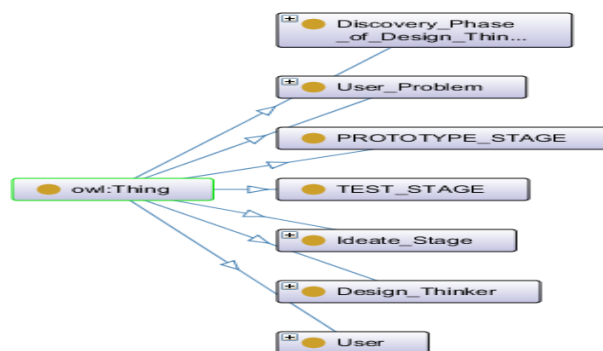 Discovery_Phase
_of_Design_Thin...
User_Problem
PROTOTYPE_STAGE
owl:Thing
TEST_STAGE
Ideate_Stage
Design_Thinker
User